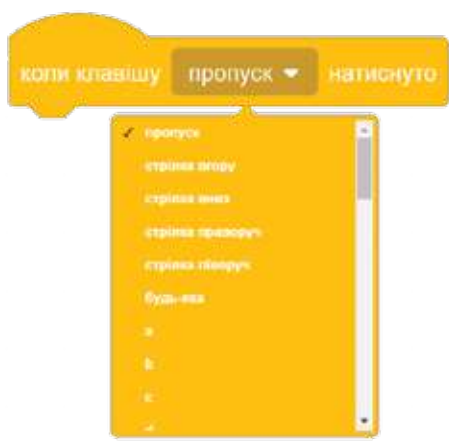 коли клавішу пропуск натиснуто
✓ пропуск
стрілка вгору
стрілка вниз
стрілка праворуч
стрілка ліворуч
будь-яка
a
b
c
d